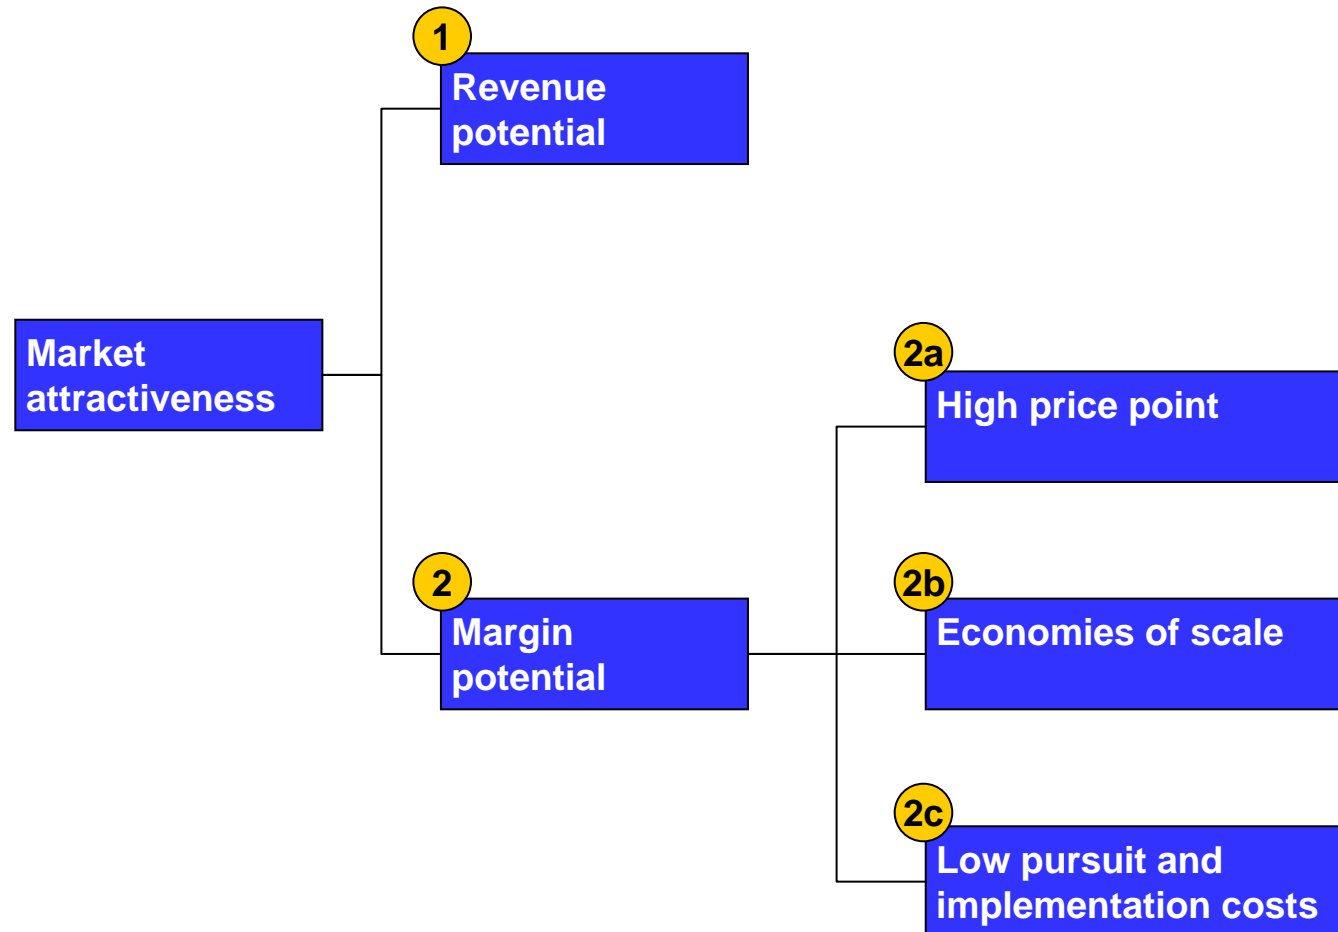 1
Revenue
potential
Market
attractiveness
2
Margin
potential
2a
High price point
2b
Economies of scale
2c
Low pursuit and
implementation costs